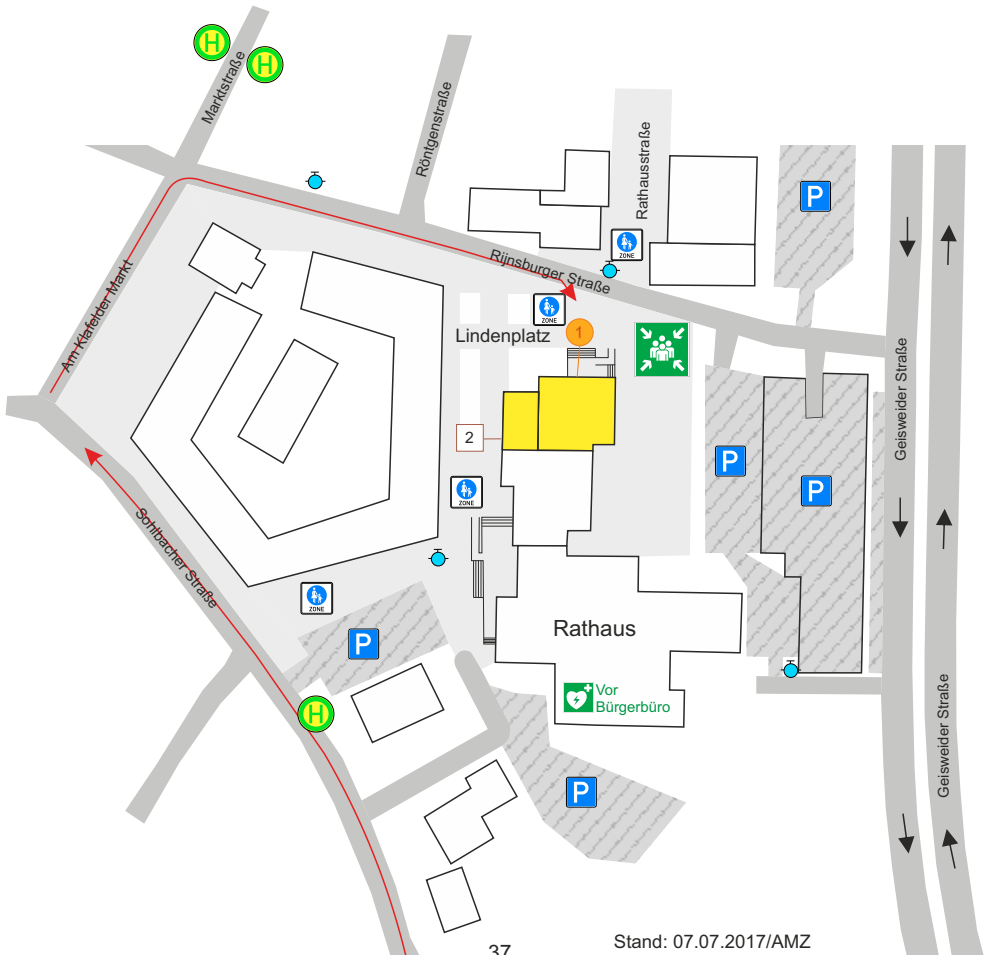 H
H
Marktstraße
Röntgenstraße
Rathausstraße
P
ZONE
Rijnsburger Straße
Am Klafelder Markt
ZONE
Lindenplatz
1
Geisweider Straße
2
P
P
ZONE
Sohlbacher Straße
ZONE
P
Rathaus
Vor
Bürgerbüro
H
Geisweider Straße
P
37
Stand: 07.07.2017/AMZ